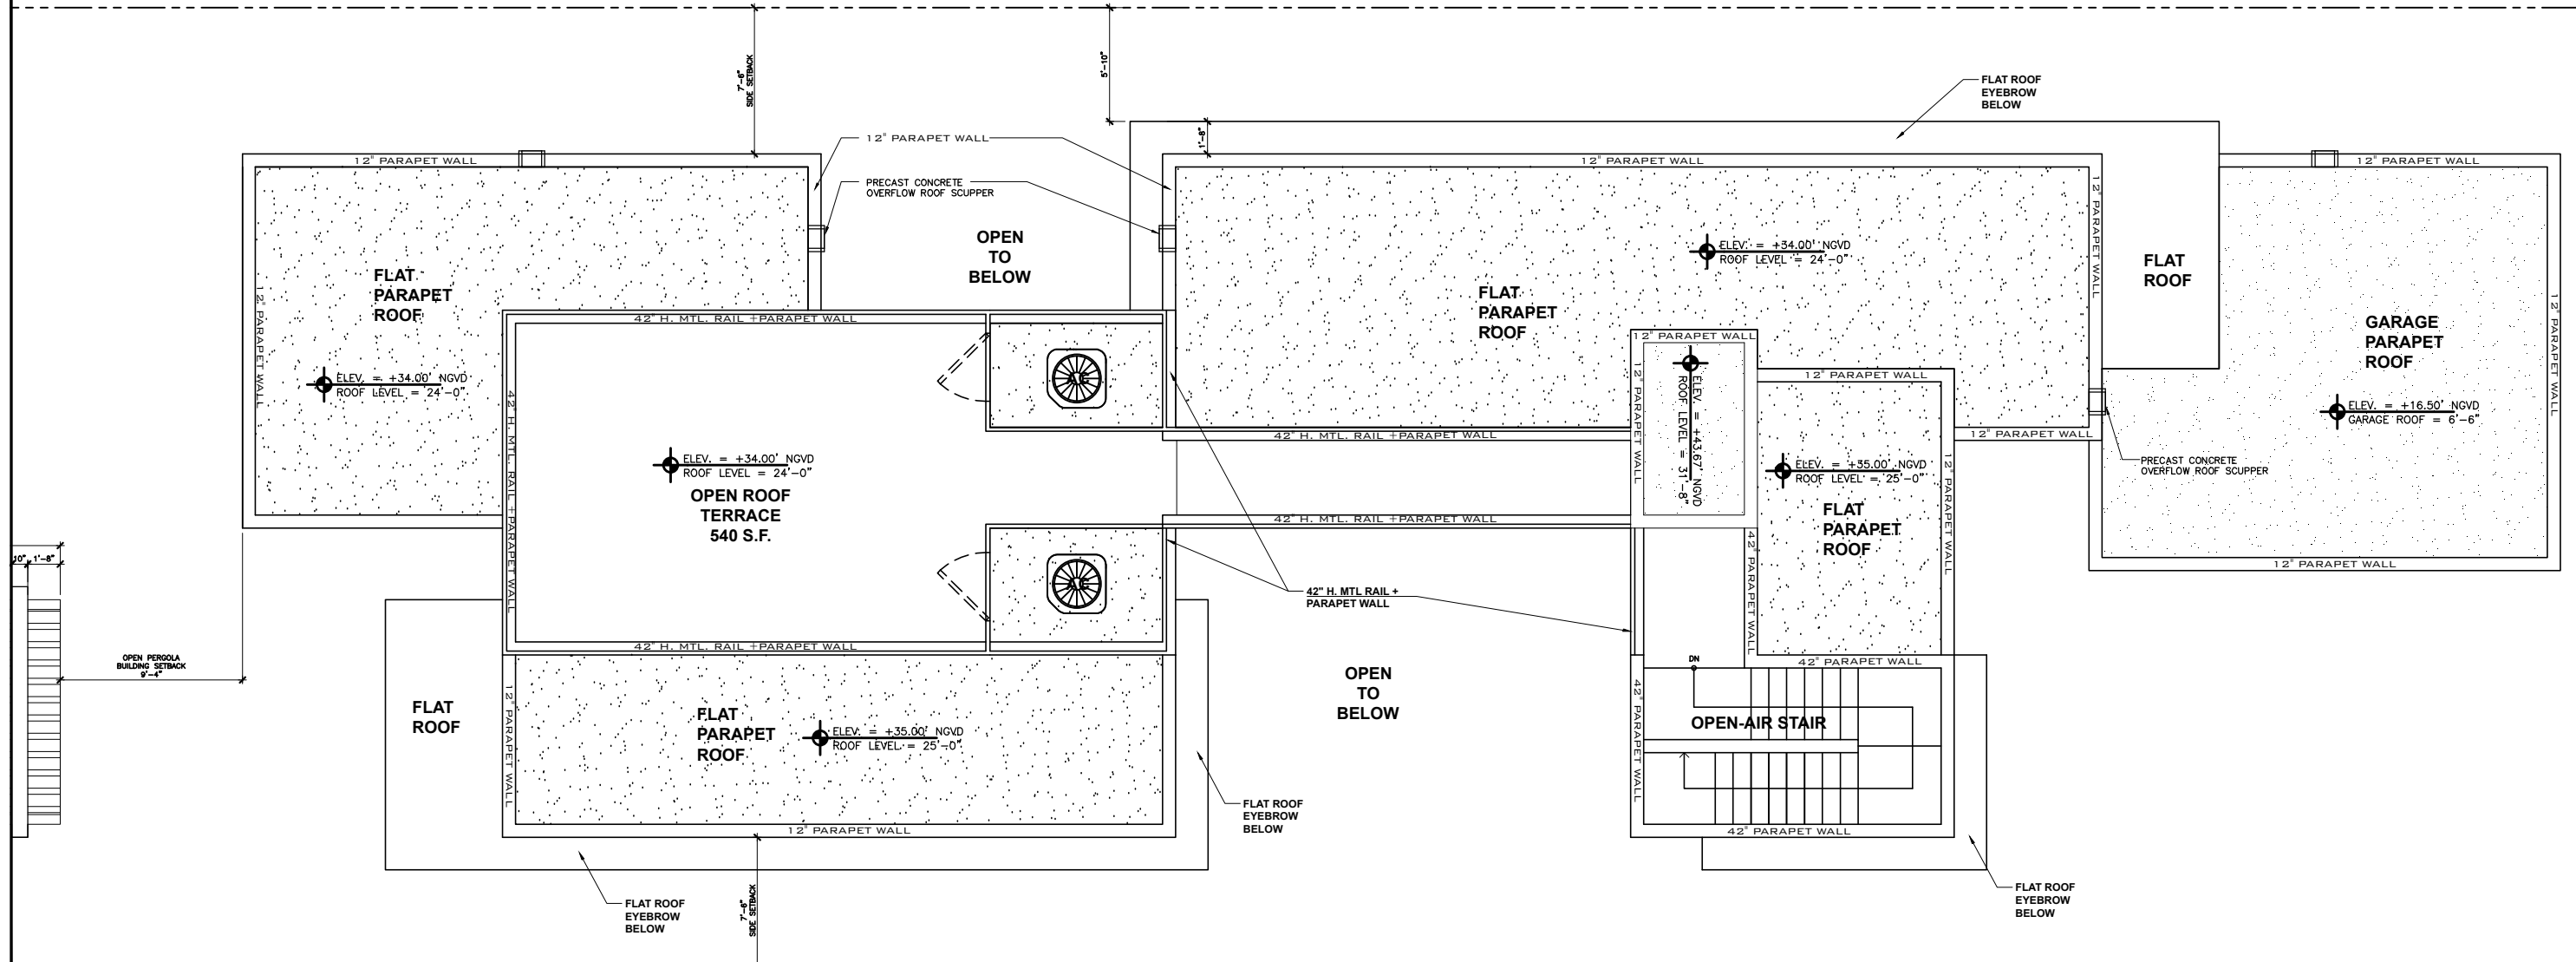 7'-6"
SIDE SETBACK
5'-10"
1'-8"
FLAT ROOF
EYEBROW
BELOW
12" PARAPET WALL
12" PARAPET WALL
12" PARAPET WALL
12" PARAPET WALL
PRECAST CONCRETE
OVERFLOW ROOF SCUPPER
OPEN
TO
BELOW
FLAT
PARAPET
ROOF
12" PARAPET WALL
ELEV. = +34.00' NGVD
ROOF LEVEL = 24'-0"
42" H. MTL. RAIL +PARAPET WALL
42" H. MTL. RAIL +PARAPET WALL
AC
ELEV. = +34.00' NGVD
ROOF LEVEL = 24'-0"
OPEN ROOF
TERRACE
540 S.F.
ELEV. = +34.00' NGVD
ROOF LEVEL = 24'-0"
FLAT
PARAPET
ROOF
12" PARAPET WALL
FLAT
ROOF
GARAGE
PARAPET
ROOF
12" PARAPET WALL
ELEV. = +16.50' NGVD
GARAGE ROOF = 6'-6"
12" PARAPET WALL
12" PARAPET WALL
ELEV. = +43.67' NGVD
ROOF LEVEL = 31'-8"
12" PARAPET WALL
12" PARAPET WALL
12" PARAPET WALL
ELEV. = +35.00' NGVD
ROOF LEVEL = 25'-0"
FLAT
PARAPET
ROOF
PRECAST CONCRETE
OVERFLOW ROOF SCUPPER
12" PARAPET WALL
42" H. MTL. RAIL +PARAPET WALL
42" H. MTL. RAIL +PARAPET WALL
AC
42" H. MTL RAIL +
PARAPET WALL
42" PARAPET WALL
42" PARAPET WALL
10"
1'-8"
OPEN PERGOLA
BUILDING SETBACK
9'-4"
42" H. MTL. RAIL +PARAPET WALL
FLAT
ROOF
12" PARAPET WALL
FLAT
PARAPET
ROOF
ELEV. = +35.00' NGVD
ROOF LEVEL = 25'-0"
12" PARAPET WALL
OPEN
TO
BELOW
DN
OPEN-AIR STAIR
42" PARAPET WALL
42" PARAPET WALL
FLAT ROOF
EYEBROW
BELOW
FLAT ROOF
EYEBROW
BELOW
7'-6"
SIDE SETBACK
FLAT ROOF
EYEBROW
BELOW